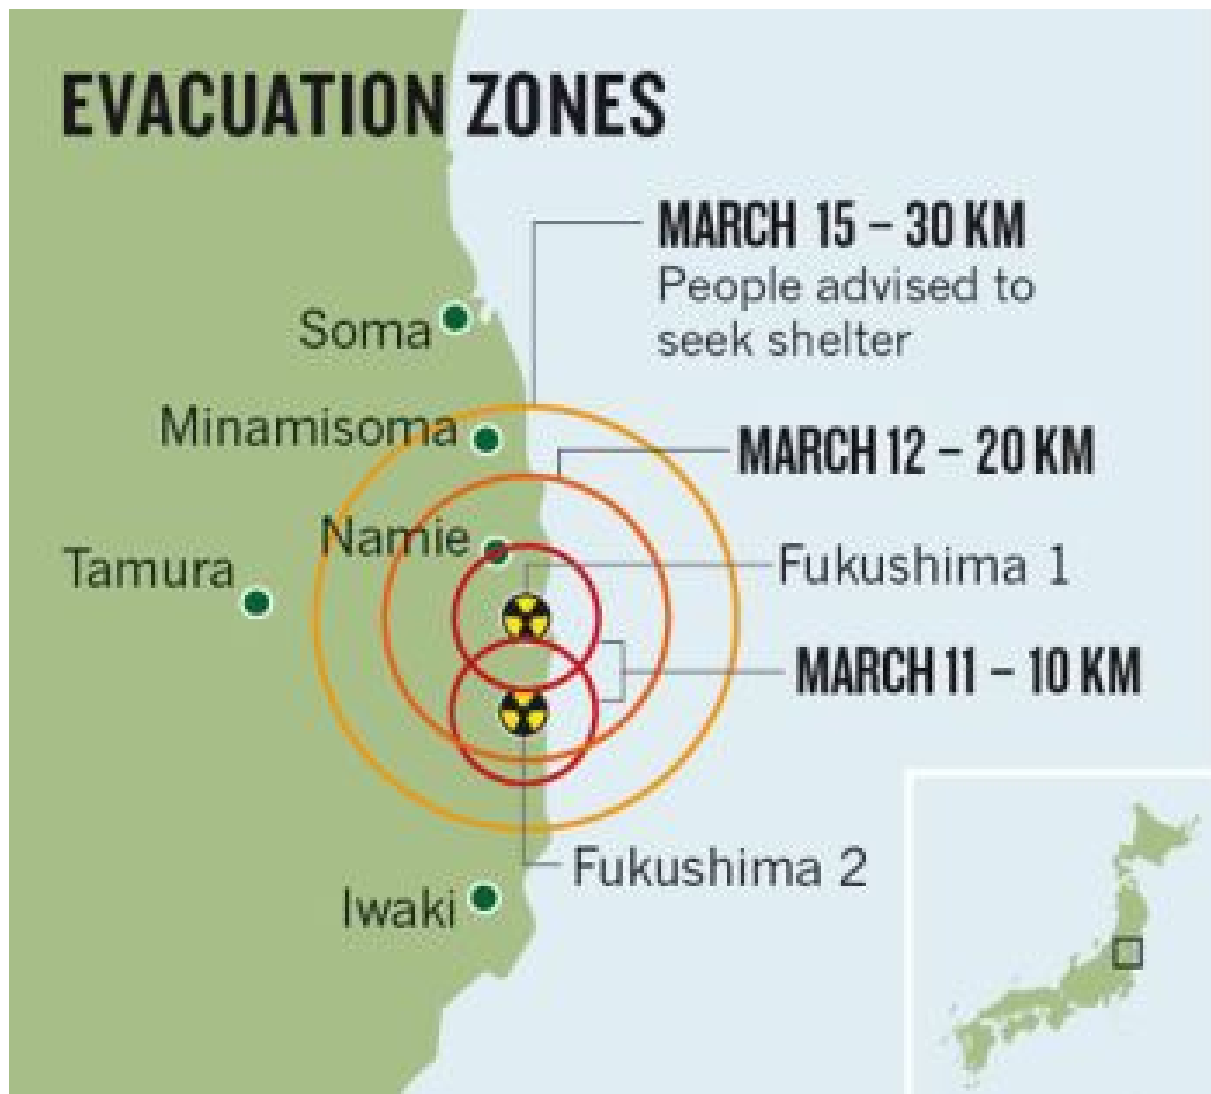 EVACUATION ZONES
MARCH 15 – 30 KM
People advised to
seek shelter
Soma
Minamisoma
MARCH 12 – 20 KM
Namie
Tamura
Fukushima 1
MARCH 11 – 10 KM
Fukushima 2
Iwaki